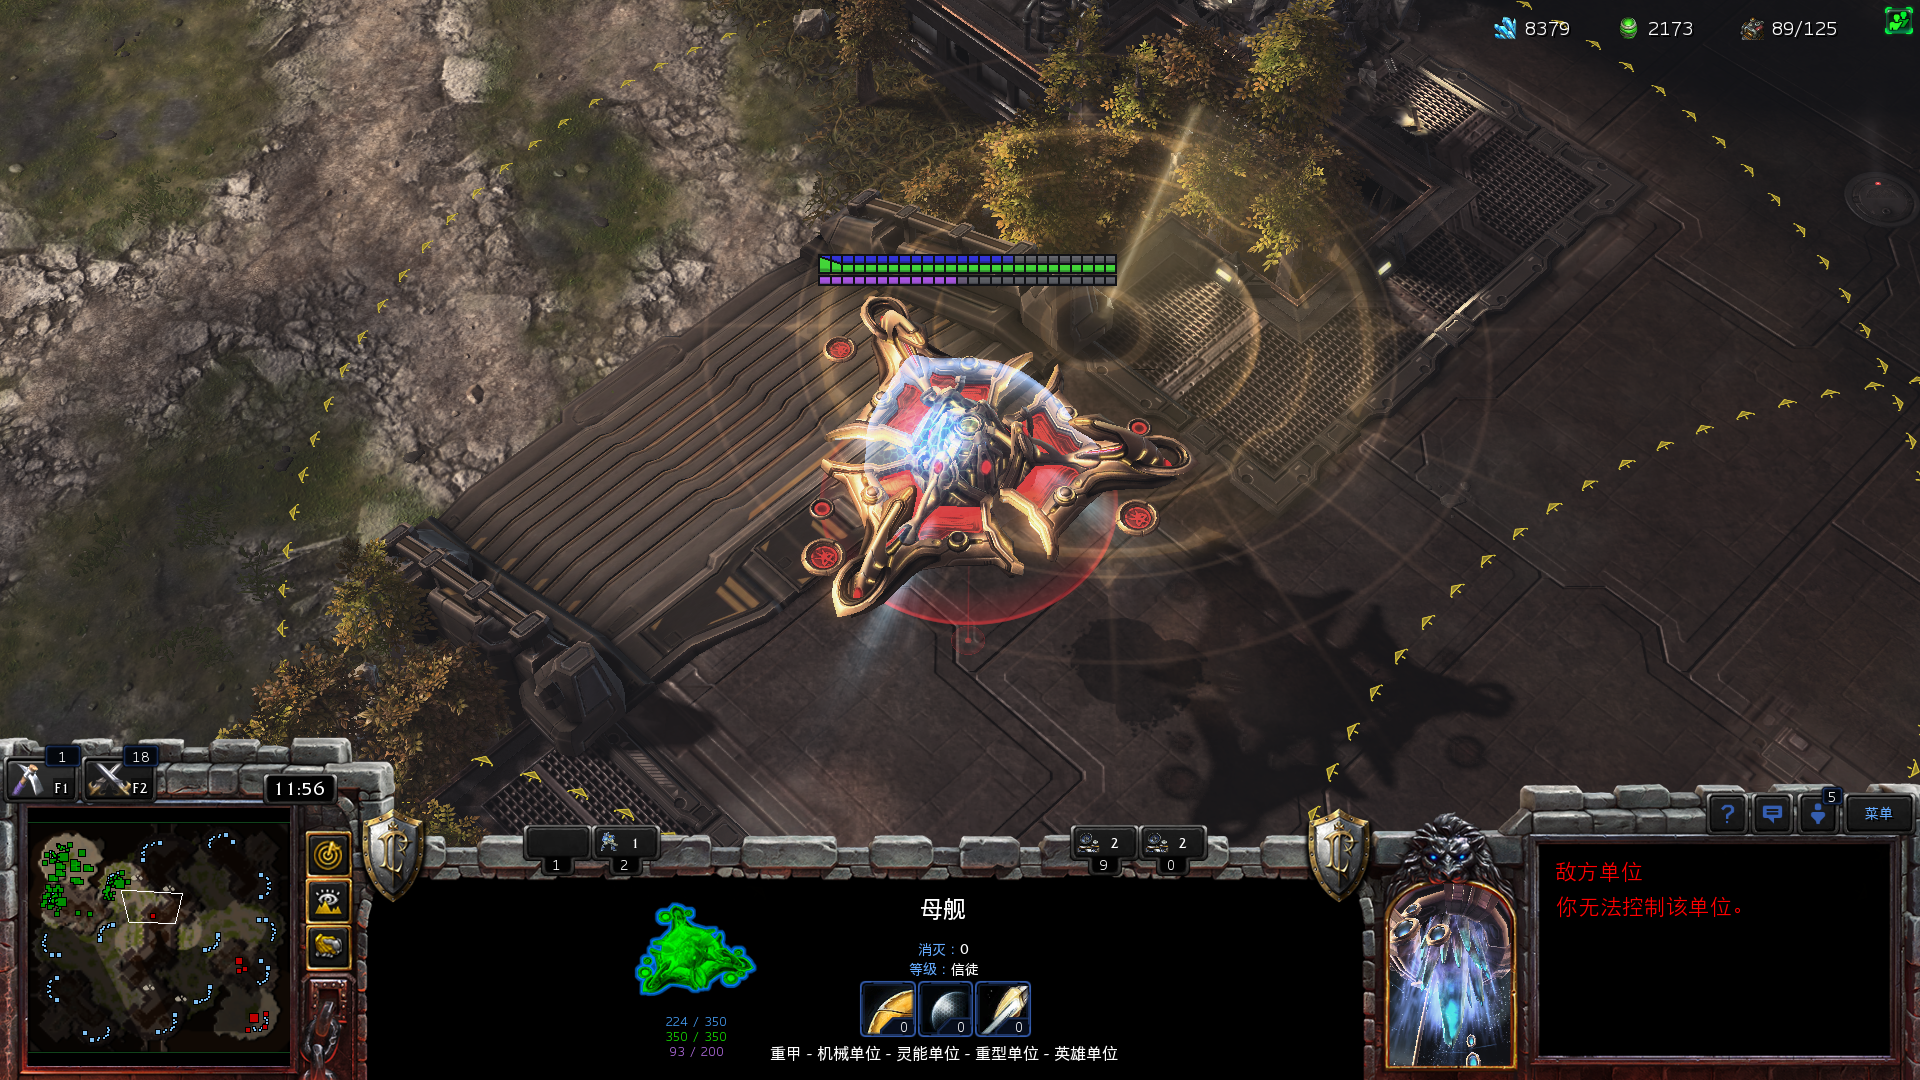 8379 2173 89/125
1 18
F1 F2
11:56
5
? 菜单
1 2 2
1 2 9 0
母舰
消灭：0
等级：信徒
0 0 0
224 / 350
350 / 350
93 / 200
重甲 - 机械单位 - 灵能单位 - 重型单位 - 英雄单位
敌方单位
你无法控制该单位。